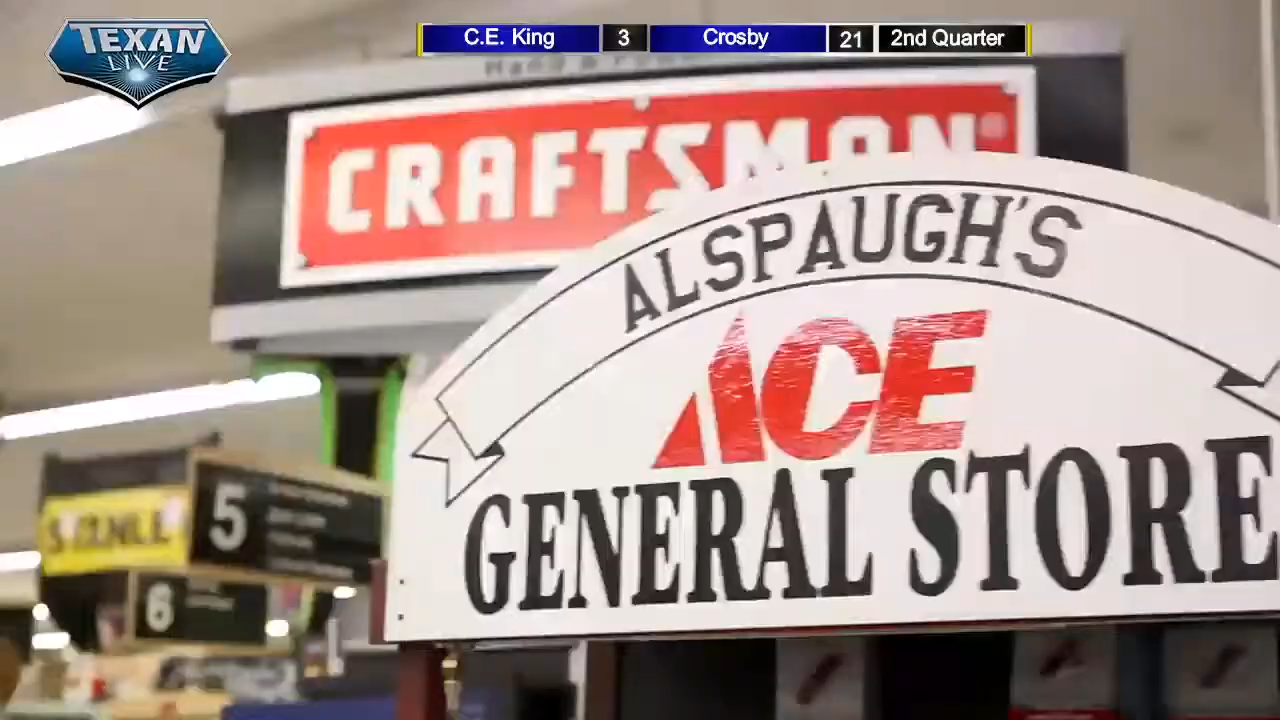 TEXAN
LIVE
C.E. King 3 Crosby 21 2nd Quarter
CRAFTSMAN
ALSPAUGH'S
ACE
GENERAL STORE
5
6